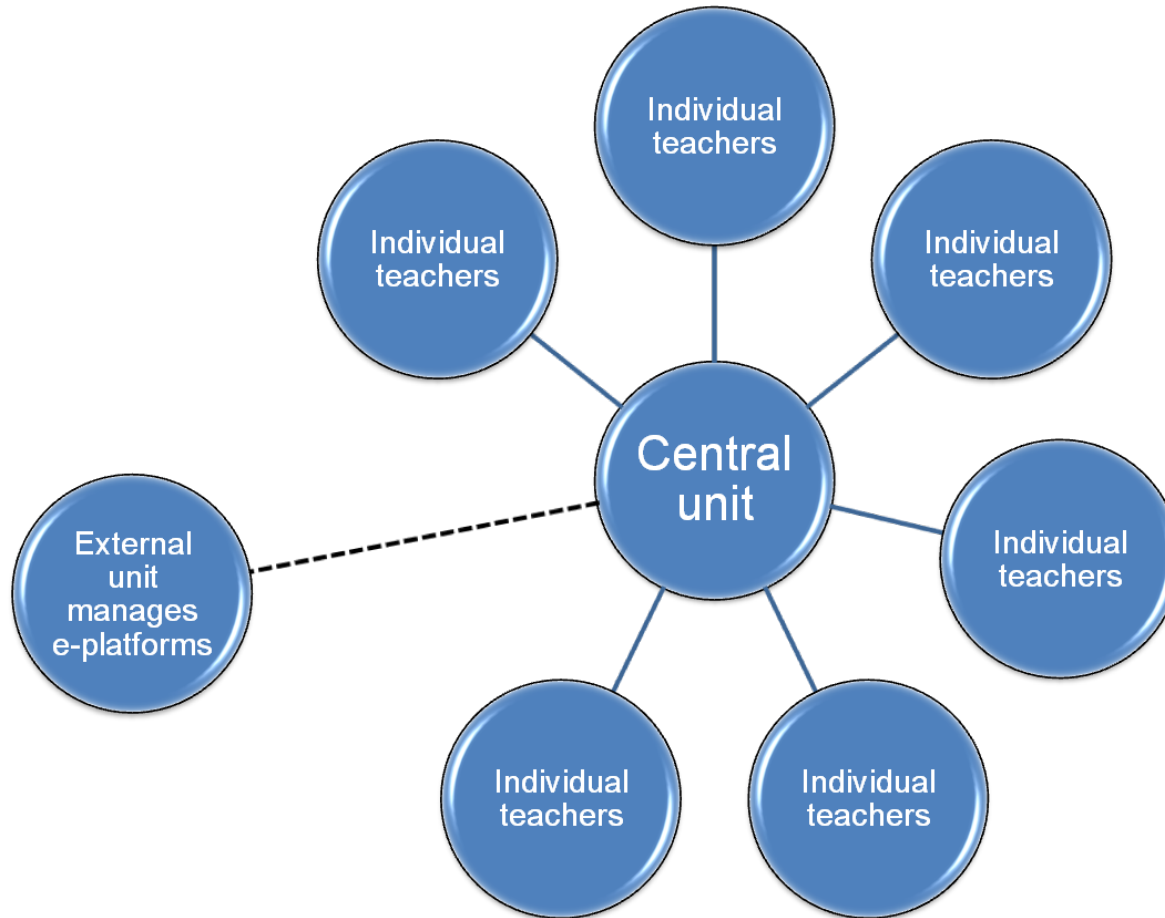 Individual
teachers
Individual
teachers
Individual
teachers
Central
unit
Individual
teachers
External
unit
manages
e-platforms
Individual
teachers
Individual
teachers